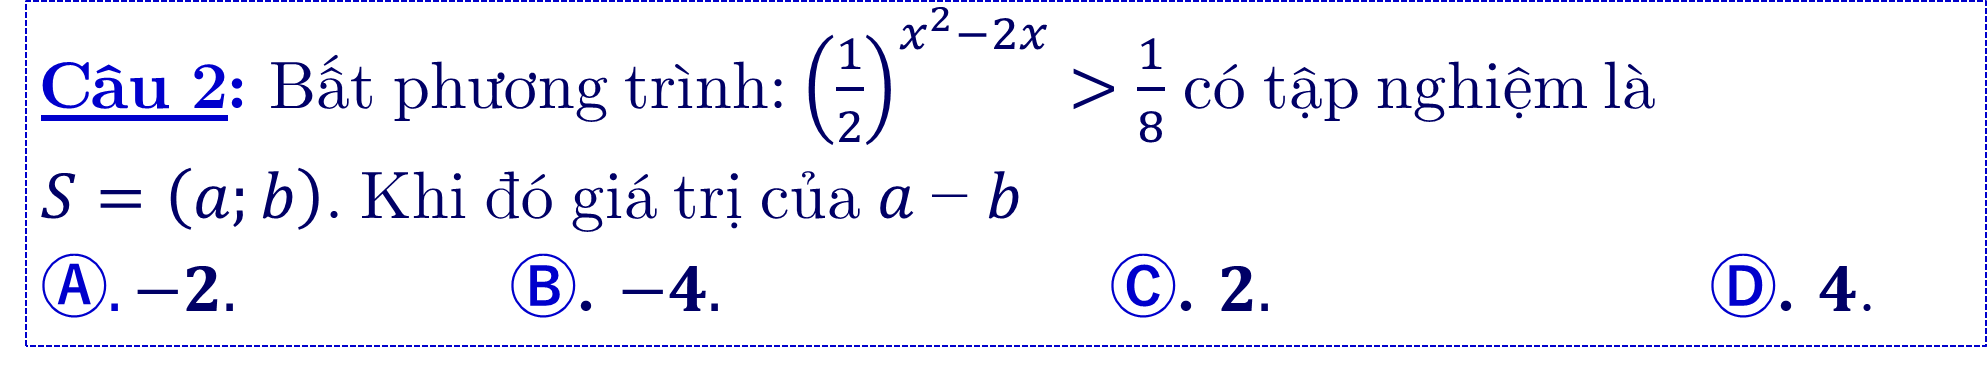 Câu 2: Bất phương trình: (1/2)^(x²−2x) > 1/8 có tập nghiệm là
S = (a; b). Khi đó giá trị của a − b
Ⓐ. −2. Ⓑ. −4. Ⓒ. 2. Ⓓ. 4.